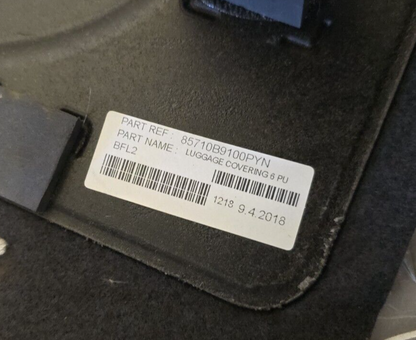 PART REF: 85710B9100PYN
PART NAME: LUGGAGE COVERING 6 PU
BFL2
1218 9.4.2018